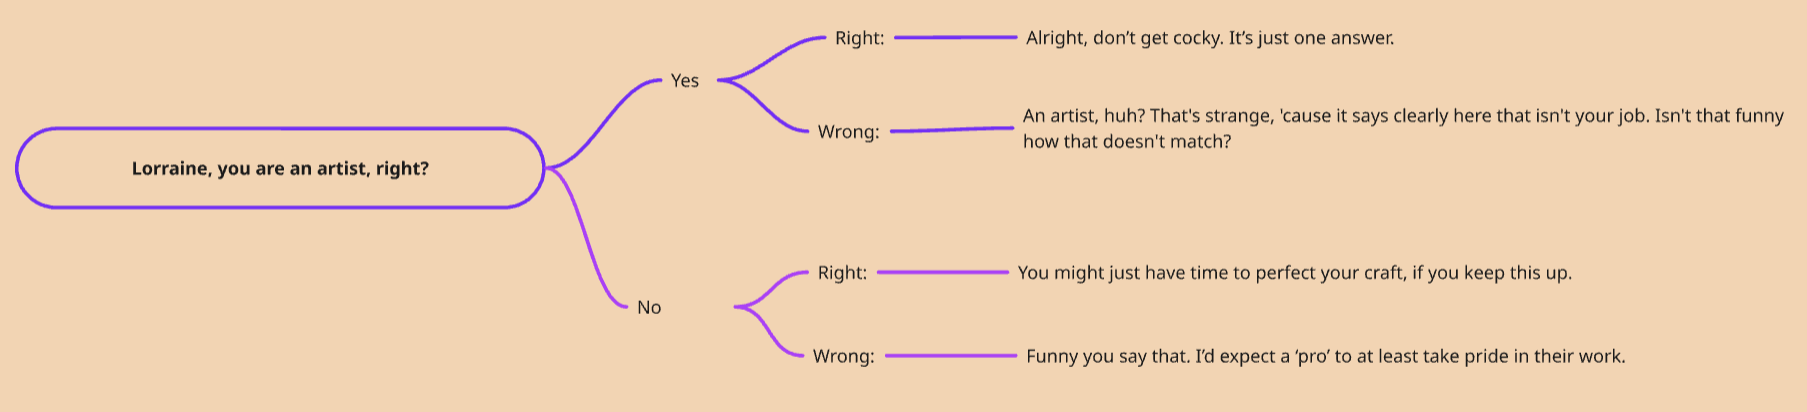 Lorraine, you are an artist, right?
Yes
Right:
Alright, don’t get cocky. It’s just one answer.
Wrong:
An artist, huh? That's strange, 'cause it says clearly here that isn't your job. Isn't that funny
how that doesn't match?
No
Right:
You might just have time to perfect your craft, if you keep this up.
Wrong:
Funny you say that. I’d expect a ‘pro’ to at least take pride in their work.